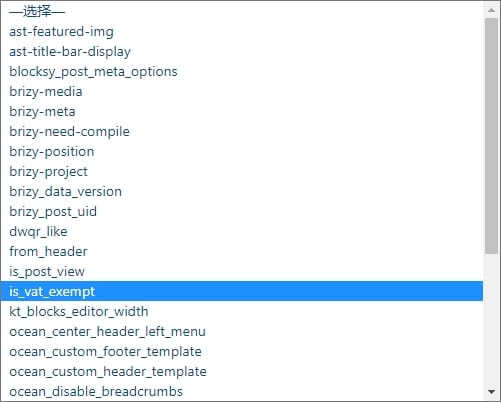 —选择—
ast-featured-img
ast-title-bar-display
blocksy_post_meta_options
brizy-media
brizy-meta
brizy-need-compile
brizy-position
brizy-project
brizy_data_version
brizy_post_uid
dwqr_like
from_header
is_post_view
is_vat_exempt
kt_blocks_editor_width
ocean_center_header_left_menu
ocean_custom_footer_template
ocean_custom_header_template
ocean_disable_breadcrumbs